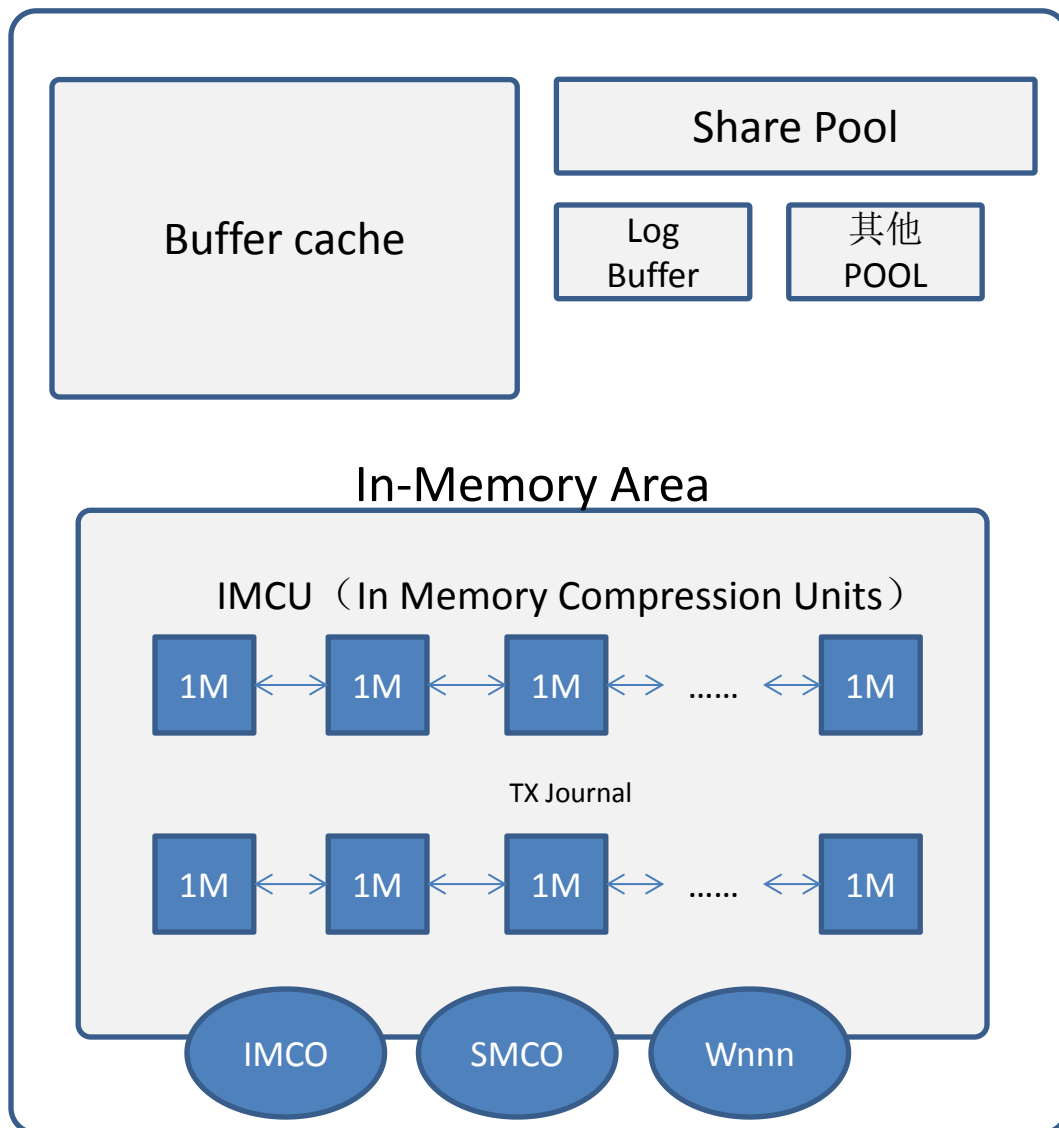 Buffer cache
Share Pool
Log
Buffer
其他
POOL
In-Memory Area
IMCU（In Memory Compression Units）
1M 1M 1M …… 1M
TX Journal
1M 1M 1M …… 1M
IMCO SMCO Wnnn